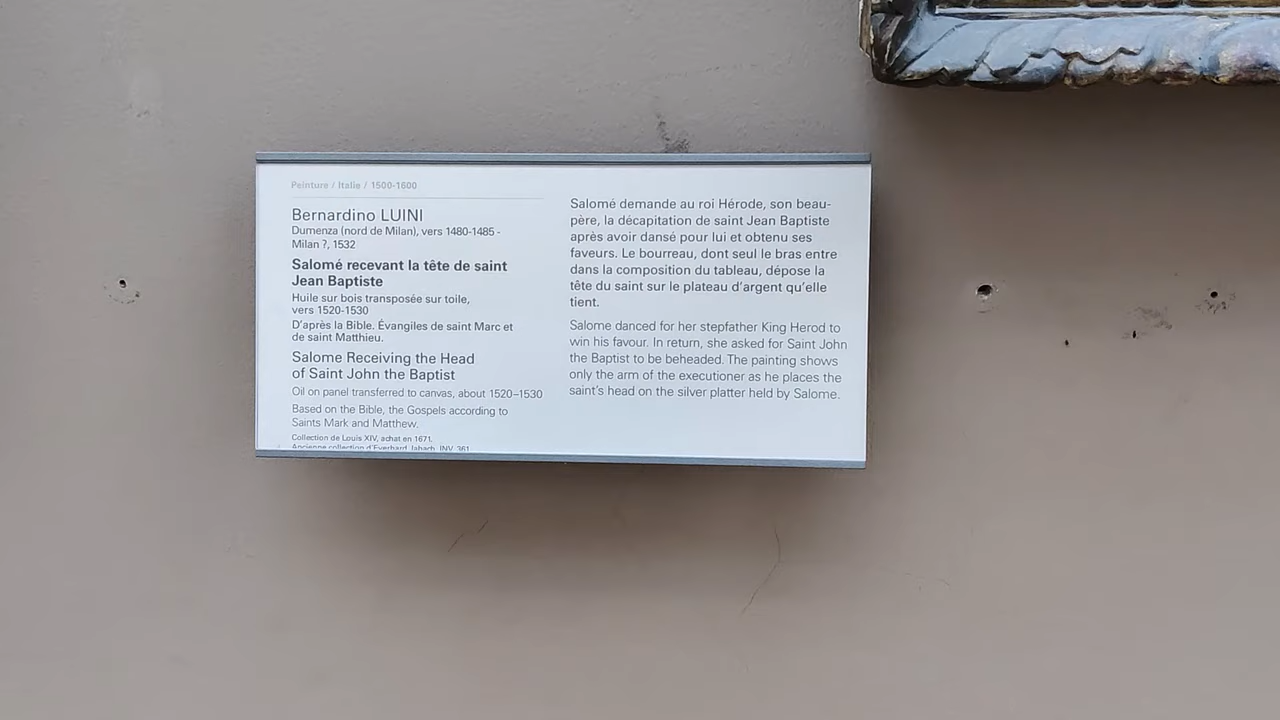 Peinture / Italie / 1500-1600
Bernardino LUINI
Dumenza (nord de Milan), vers 1480-1485 -
Milan ?, 1532
Salomé recevant la tête de saint
Jean Baptiste
Huile sur bois transposée sur toile,
vers 1520-1530
D'après la Bible. Évangiles de saint Marc et
de saint Matthieu.
Salome Receiving the Head
of Saint John the Baptist
Oil on panel transferred to canvas, about 1520–1530
Based on the Bible, the Gospels according to
Saints Mark and Matthew.
Collection de Louis XIV, achat en 1671.
Ancienne collection d'Everhard Jabach. INV. 361
Salomé demande au roi Hérode, son beau-
père, la décapitation de saint Jean Baptiste
après avoir dansé pour lui et obtenu ses
faveurs. Le bourreau, dont seul le bras entre
dans la composition du tableau, dépose la
tête du saint sur le plateau d'argent qu'elle
tient.
Salome danced for her stepfather King Herod to
win his favour. In return, she asked for Saint John
the Baptist to be beheaded. The painting shows
only the arm of the executioner as he places the
saint's head on the silver platter held by Salome.